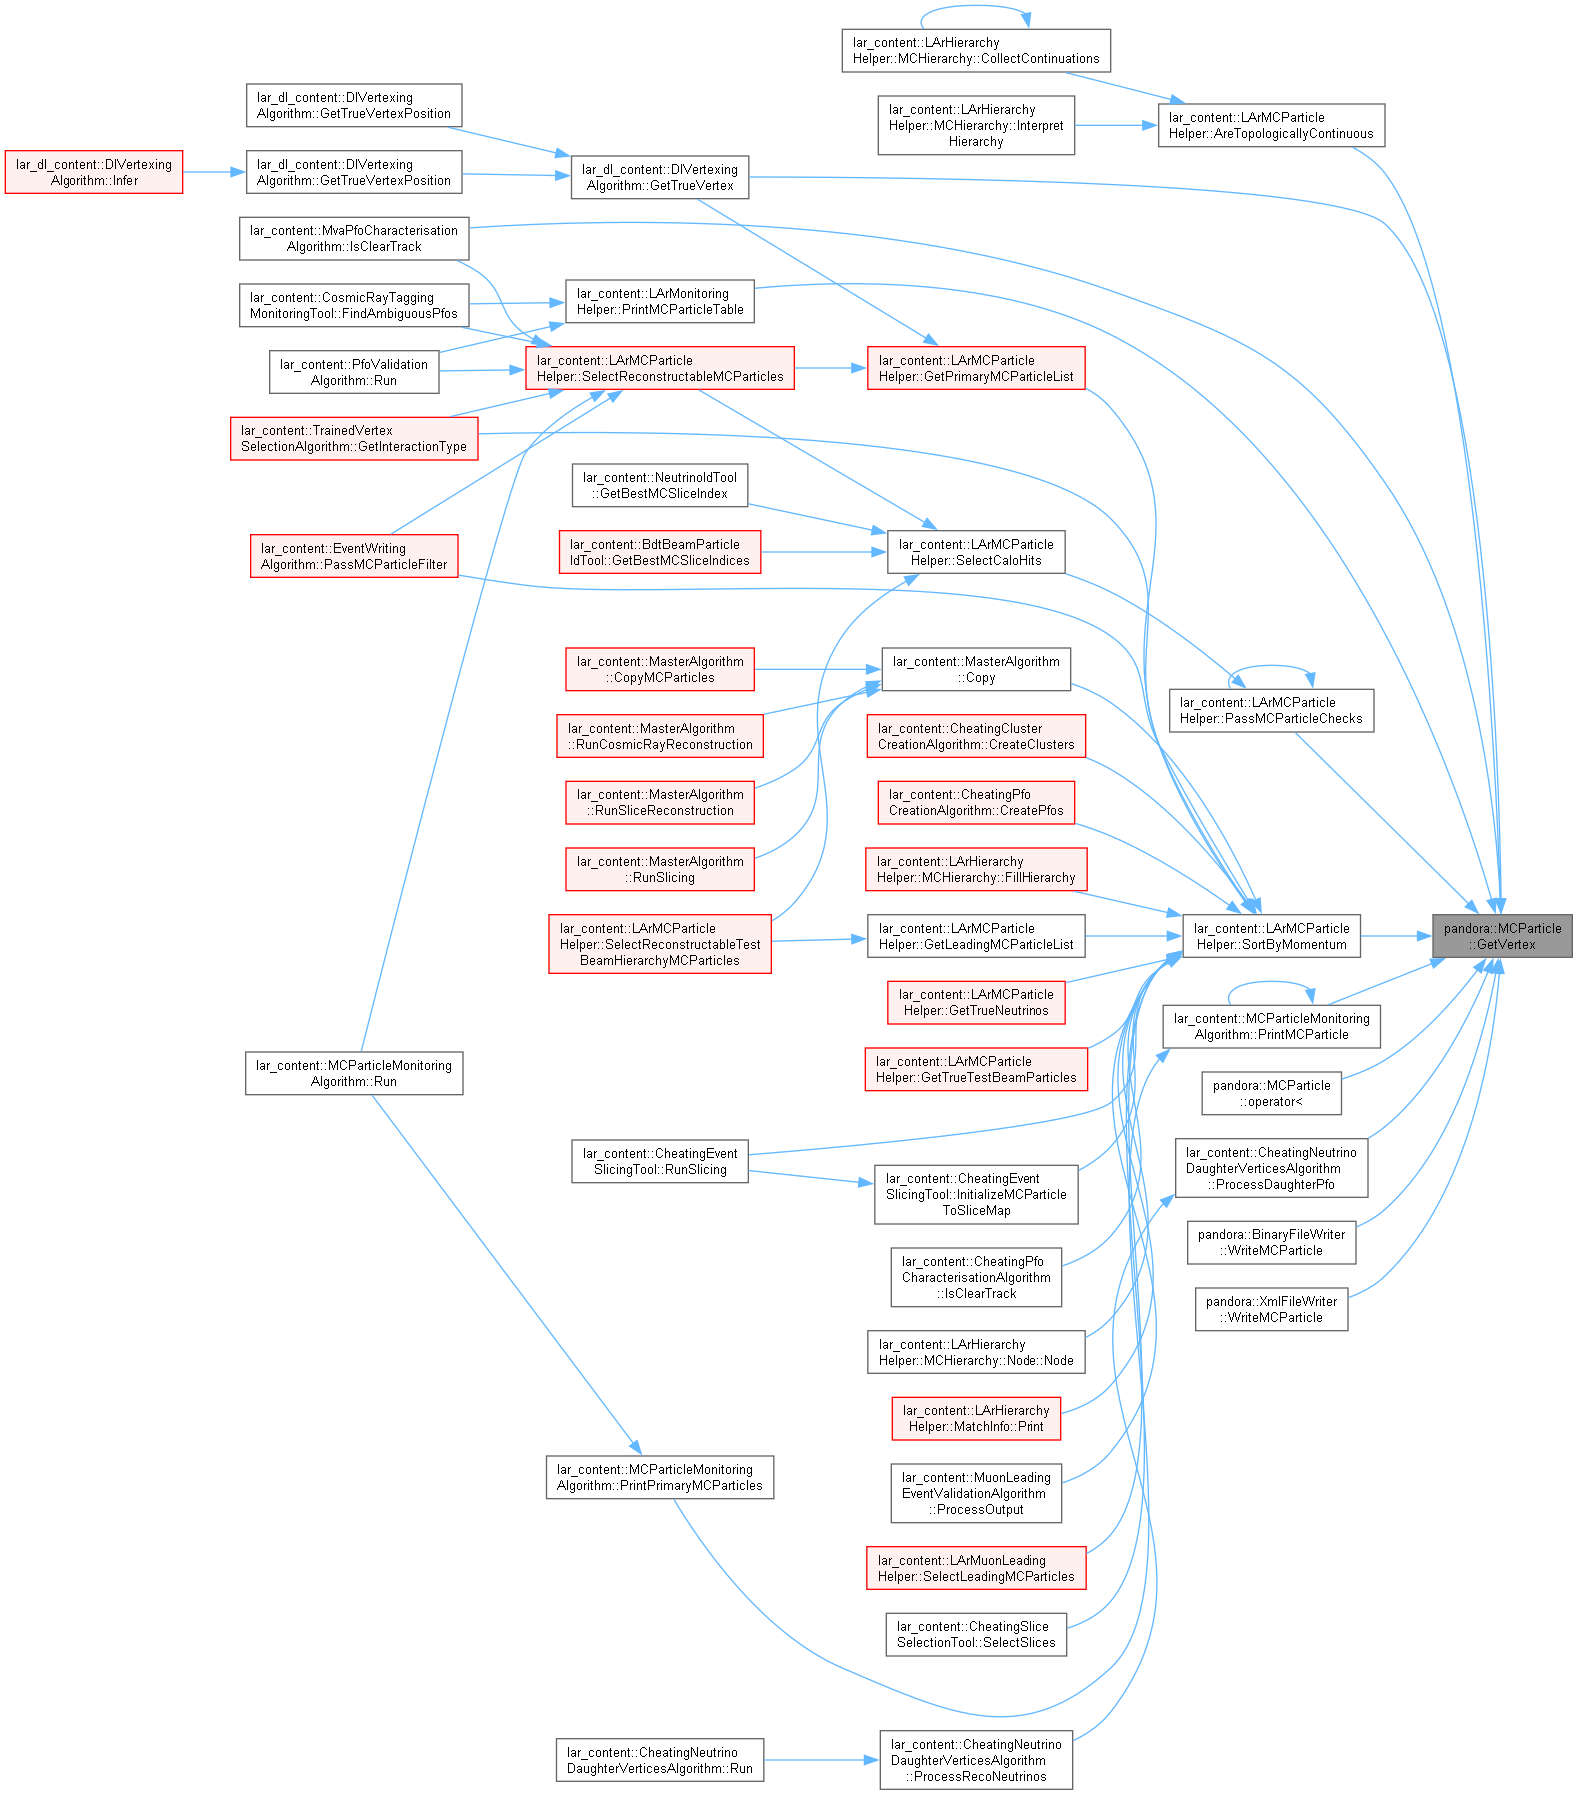 lar_content::LArHierarchy
Helper::MCHierarchy::CollectContinuations
lar_dl_content::DlVertexing
Algorithm::GetTrueVertexPosition
lar_content::LArHierarchy
Helper::MCHierarchy::Interpret
Hierarchy
lar_content::LArMCParticle
Helper::AreTopologicallyContinuous
lar_dl_content::DlVertexing
Algorithm::Infer
lar_dl_content::DlVertexing
Algorithm::GetTrueVertexPosition
lar_dl_content::DlVertexing
Algorithm::GetTrueVertex
lar_content::MvaPfoCharacterisation
Algorithm::IsClearTrack
lar_content::CosmicRayTagging
MonitoringTool::FindAmbiguousPfos
lar_content::LArMonitoring
Helper::PrintMCParticleTable
lar_content::PfoValidation
Algorithm::Run
lar_content::LArMCParticle
Helper::SelectReconstructableMCParticles
lar_content::LArMCParticle
Helper::GetPrimaryMCParticleList
lar_content::TrainedVertex
SelectionAlgorithm::GetInteractionType
lar_content::NeutrinoIdTool
::GetBestMCSliceIndex
lar_content::EventWriting
Algorithm::PassMCParticleFilter
lar_content::BdtBeamParticle
IdTool::GetBestMCSliceIndices
lar_content::LArMCParticle
Helper::SelectCaloHits
lar_content::MasterAlgorithm
::CopyMCParticles
lar_content::MasterAlgorithm
::Copy
lar_content::LArMCParticle
Helper::PassMCParticleChecks
lar_content::MasterAlgorithm
::RunCosmicRayReconstruction
lar_content::CheatingCluster
CreationAlgorithm::CreateClusters
lar_content::MasterAlgorithm
::RunSliceReconstruction
lar_content::CheatingPfo
CreationAlgorithm::CreatePfos
lar_content::MasterAlgorithm
::RunSlicing
lar_content::LArHierarchy
Helper::MCHierarchy::FillHierarchy
lar_content::LArMCParticle
Helper::SelectReconstructableTest
BeamHierarchyMCParticles
lar_content::LArMCParticle
Helper::GetLeadingMCParticleList
lar_content::LArMCParticle
Helper::SortByMomentum
pandora::MCParticle
::GetVertex
lar_content::LArMCParticle
Helper::GetTrueNeutrinos
lar_content::MCParticleMonitoring
Algorithm::PrintMCParticle
lar_content::MCParticleMonitoring
Algorithm::Run
lar_content::LArMCParticle
Helper::GetTrueTestBeamParticles
pandora::MCParticle
::operator<
lar_content::CheatingEvent
SlicingTool::RunSlicing
lar_content::CheatingEvent
SlicingTool::InitializeMCParticle
ToSliceMap
lar_content::CheatingNeutrino
DaughterVerticesAlgorithm
::ProcessDaughterPfo
pandora::BinaryFileWriter
::WriteMCParticle
lar_content::CheatingPfo
CharacterisationAlgorithm
::IsClearTrack
pandora::XmlFileWriter
::WriteMCParticle
lar_content::LArHierarchy
Helper::MCHierarchy::Node::Node
lar_content::LArHierarchy
Helper::MatchInfo::Print
lar_content::MCParticleMonitoring
Algorithm::PrintPrimaryMCParticles
lar_content::MuonLeading
EventValidationAlgorithm
::ProcessOutput
lar_content::LArMuonLeading
Helper::SelectLeadingMCParticles
lar_content::CheatingSlice
SelectionTool::SelectSlices
lar_content::CheatingNeutrino
DaughterVerticesAlgorithm::Run
lar_content::CheatingNeutrino
DaughterVerticesAlgorithm
::ProcessRecoNeutrinos